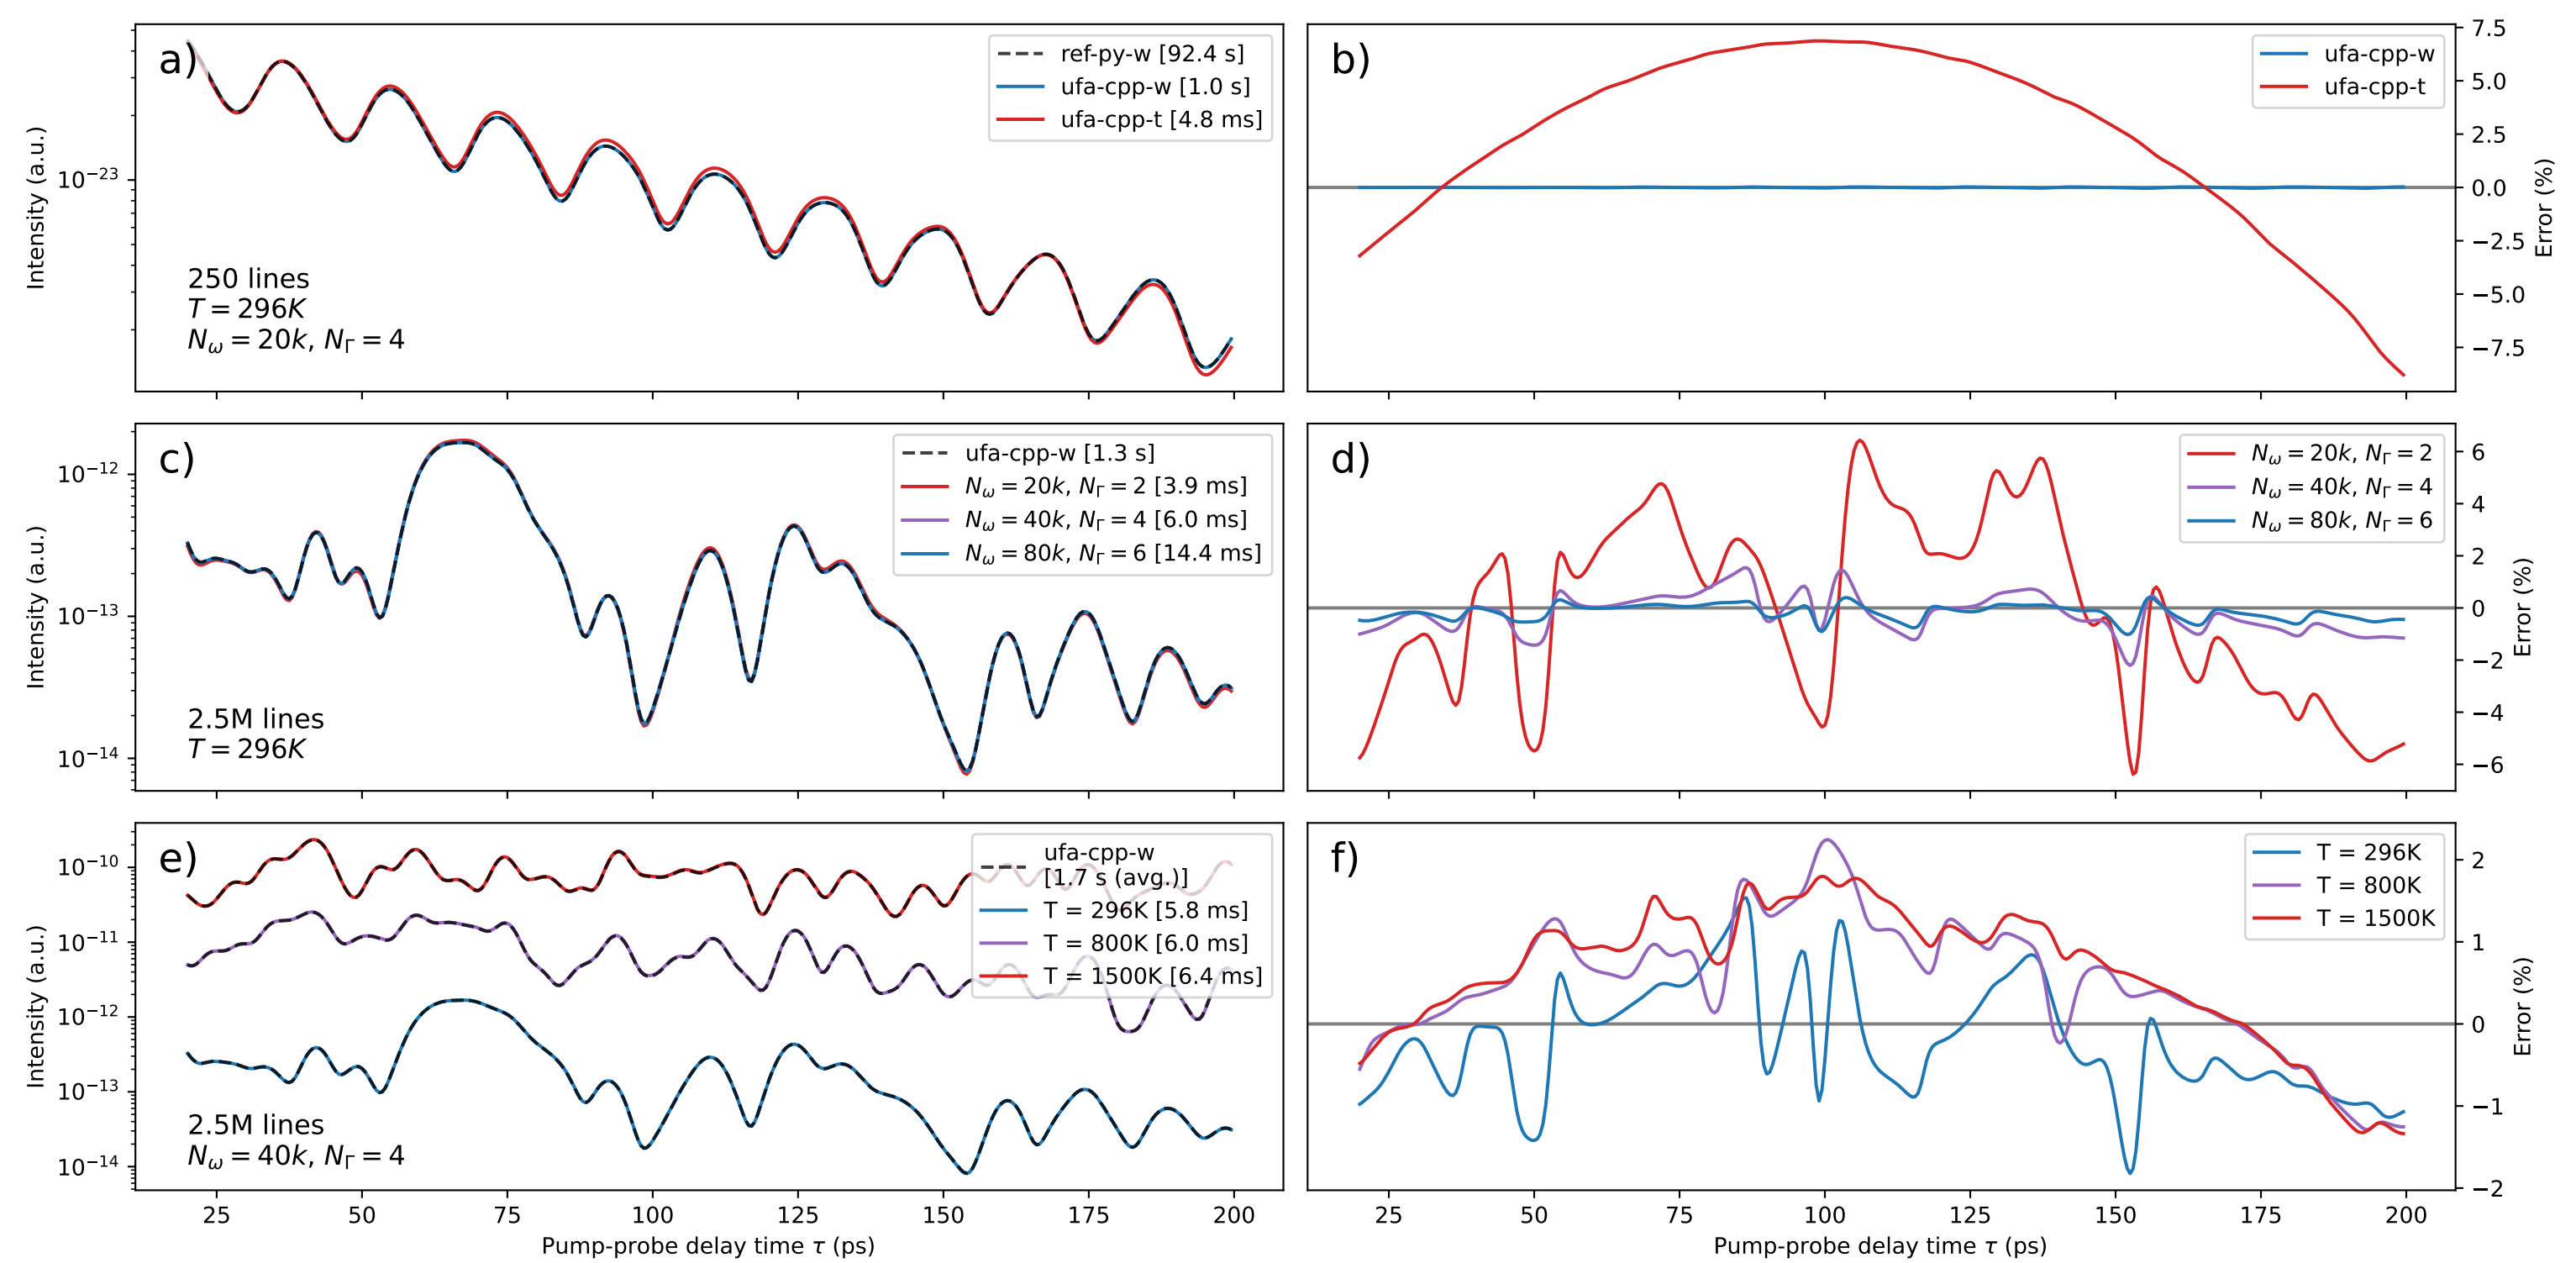 a)
Intensity (a.u.)
10⁻²³
ref-py-w [92.4 s]
ufa-cpp-w [1.0 s]
ufa-cpp-t [4.8 ms]
250 lines
T = 296K
N_ω = 20k, N_Γ = 4
b)
ufa-cpp-w
ufa-cpp-t
7.5
5.0
2.5
0.0
−2.5
−5.0
−7.5
Error (%)
c)
Intensity (a.u.)
10⁻¹²
10⁻¹³
10⁻¹⁴
ufa-cpp-w [1.3 s]
N_ω = 20k, N_Γ = 2 [3.9 ms]
N_ω = 40k, N_Γ = 4 [6.0 ms]
N_ω = 80k, N_Γ = 6 [14.4 ms]
2.5M lines
T = 296K
d)
N_ω = 20k, N_Γ = 2
N_ω = 40k, N_Γ = 4
N_ω = 80k, N_Γ = 6
6
4
2
0
−2
−4
−6
Error (%)
e)
Intensity (a.u.)
10⁻¹⁰
10⁻¹¹
10⁻¹²
10⁻¹³
10⁻¹⁴
ufa-cpp-w
[1.7 s (avg.)]
T = 296K [5.8 ms]
T = 800K [6.0 ms]
T = 1500K [6.4 ms]
2.5M lines
N_ω = 40k, N_Γ = 4
25 50 75 100 125 150 175 200
Pump-probe delay time τ (ps)
f)
T = 296K
T = 800K
T = 1500K
2
1
0
−1
−2
Error (%)
25 50 75 100 125 150 175 200
Pump-probe delay time τ (ps)